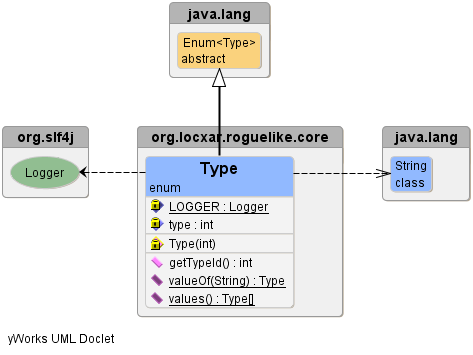 java.lang
Enum<Type>
abstract
org.slf4j
Logger
org.locxar.roguelike.core
Type
enum
LOGGER : Logger
type : int
Type(int)
getTypeId() : int
valueOf(String) : Type
values() : Type[]
java.lang
String
class
yWorks UML Doclet